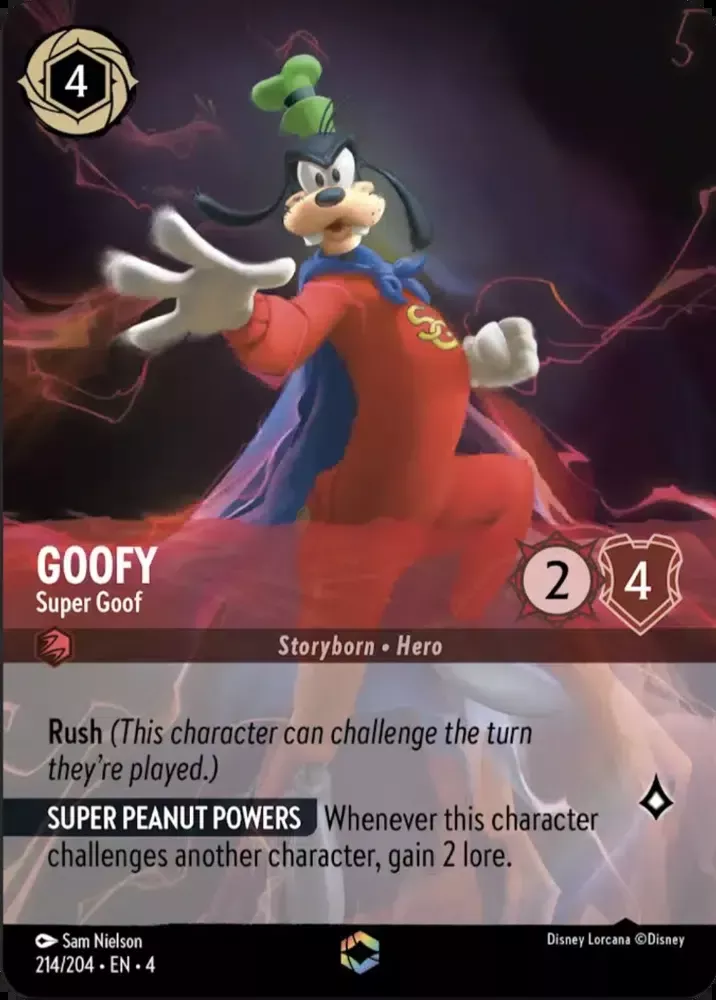 4
5
SG
GOOFY
Super Goof
2
4
Storyborn • Hero
Rush (This character can challenge the turn
they're played.)
SUPER PEANUT POWERS Whenever this character
challenges another character, gain 2 lore.
Sam Nielson
Disney Lorcana ©Disney
214/204 • EN • 4